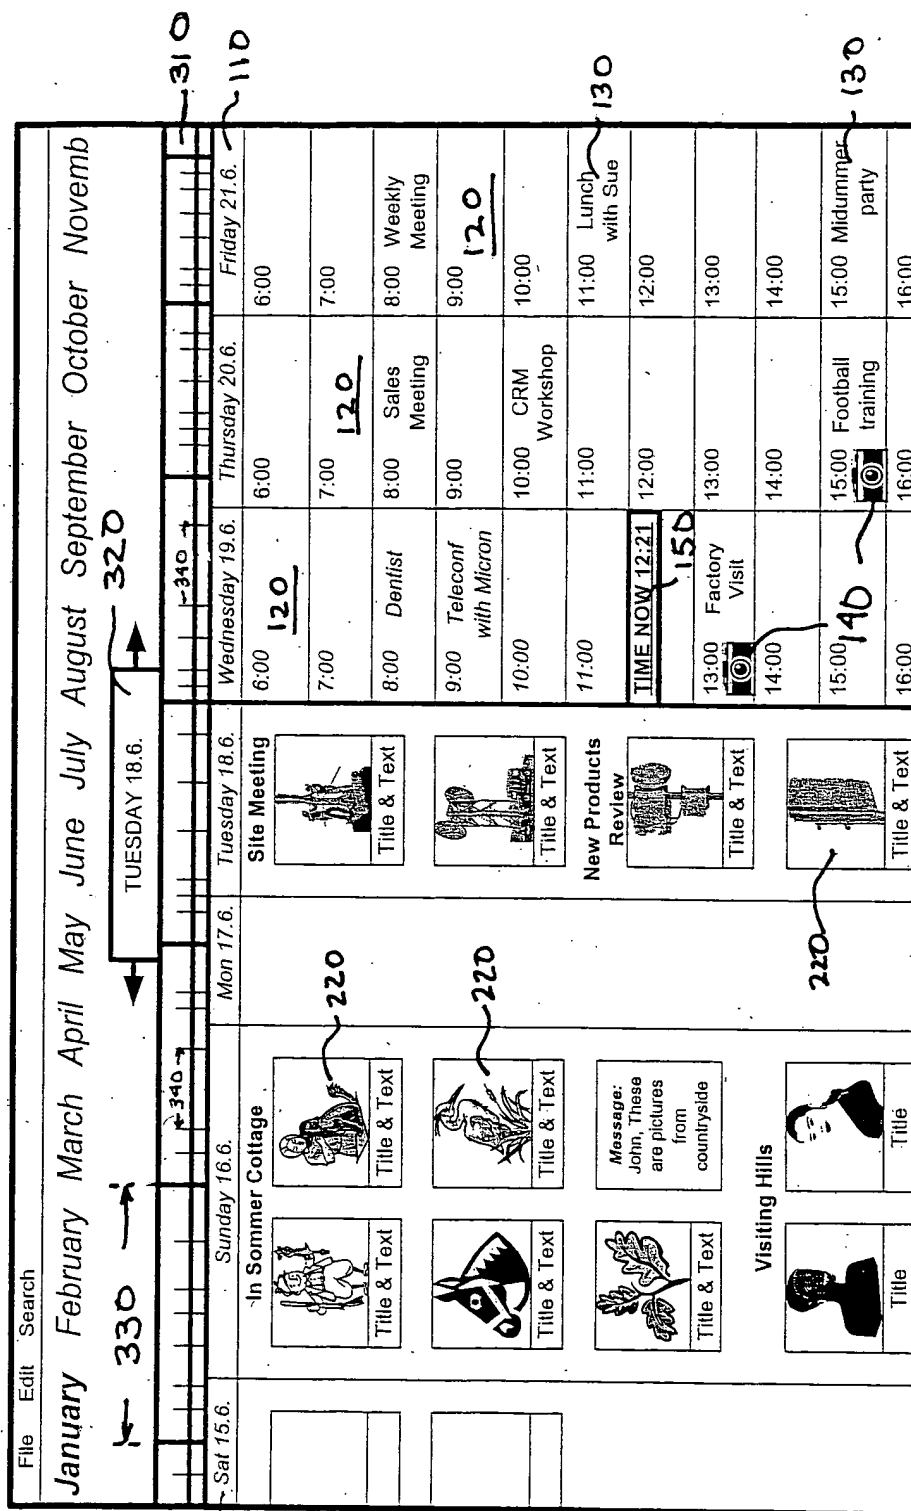 File Edit Search
January February March April May June July August September October Novemb
330
320
TUESDAY 18.6.
340
340
310
Sat 15.6.
Sunday 16.6.
Mon 17.6.
Tuesday 18.6.
Wednesday 19.6.
Thursday 20.6.
Friday 21.6.
110
In Sommer Cottage
Title & Text
Title & Text
220
Title & Text
Title & Text
220
Title & Text
Message:
John, These
are pictures
from
countryside
Visiting Hills
Title
Title
Site Meeting
Title & Text
Title & Text
New Products
Review
Title & Text
Title & Text
220
6:00
120
7:00
8:00 Dentist
9:00 Teleconf
with Micron
10:00
11:00
TIME NOW 12:21
150
13:00 Factory
Visit
14:00
15:00
140
16:00
6:00
7:00
120
8:00 Sales
Meeting
9:00
10:00 CRM
Workshop
11:00
12:00
13:00
14:00
15:00 Football
training
16:00
6:00
7:00
8:00 Weekly
Meeting
9:00
120
10:00
11:00 Lunch
with Sue
130
12:00
13:00
14:00
15:00 Midummer
party
130
16:00